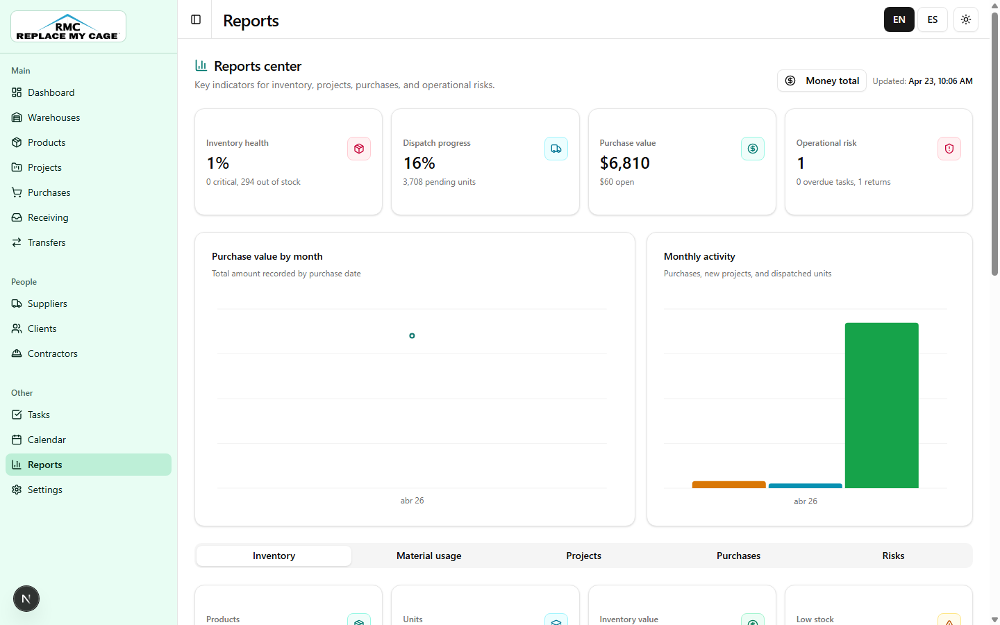 RMC
REPLACE MY CAGE
Main
Dashboard
Warehouses
Products
Projects
Purchases
Receiving
Transfers
People
Suppliers
Clients
Contractors
Other
Tasks
Calendar
Reports
Settings
N
Reports
EN
ES
Reports center
Key indicators for inventory, projects, purchases, and operational risks.
Money total
Updated: Apr 23, 10:06 AM
Inventory health
1%
0 critical, 294 out of stock
Dispatch progress
16%
3,708 pending units
Purchase value
$6,810
$60 open
Operational risk
1
0 overdue tasks, 1 returns
Purchase value by month
Total amount recorded by purchase date
abr 26
Monthly activity
Purchases, new projects, and dispatched units
abr 26
Inventory
Material usage
Projects
Purchases
Risks
Products
Units
Inventory value
Low stock